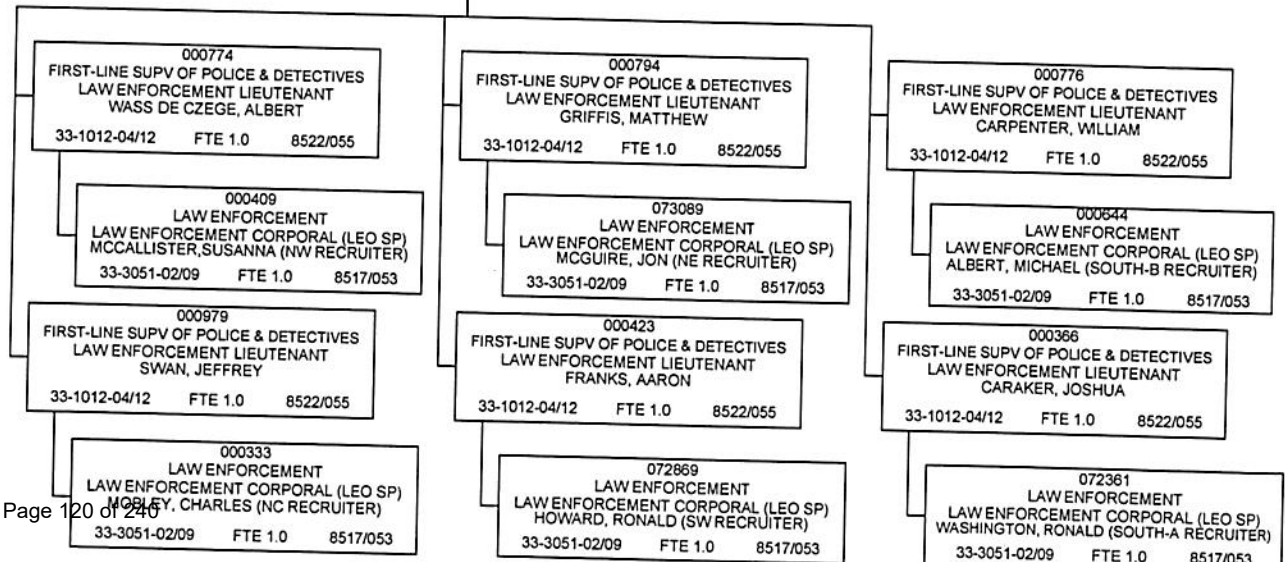 000774
FIRST-LINE SUPV OF POLICE & DETECTIVES
LAW ENFORCEMENT LIEUTENANT
WASS DE CZEGE, ALBERT
33-1012-04/12 FTE 1.0 8522/055
000409
LAW ENFORCEMENT
LAW ENFORCEMENT CORPORAL (LEO SP)
MCCALLISTER,SUSANNA (NW RECRUITER)
33-3051-02/09 FTE 1.0 8517/053
000979
FIRST-LINE SUPV OF POLICE & DETECTIVES
LAW ENFORCEMENT LIEUTENANT
SWAN, JEFFREY
33-1012-04/12 FTE 1.0 8522/055
000333
LAW ENFORCEMENT
LAW ENFORCEMENT CORPORAL (LEO SP)
MOBLEY, CHARLES (NC RECRUITER)
33-3051-02/09 FTE 1.0 8517/053
000794
FIRST-LINE SUPV OF POLICE & DETECTIVES
LAW ENFORCEMENT LIEUTENANT
GRIFFIS, MATTHEW
33-1012-04/12 FTE 1.0 8522/055
073089
LAW ENFORCEMENT
LAW ENFORCEMENT CORPORAL (LEO SP)
MCGUIRE, JON (NE RECRUITER)
33-3051-02/09 FTE 1.0 8517/053
000423
FIRST-LINE SUPV OF POLICE & DETECTIVES
LAW ENFORCEMENT LIEUTENANT
FRANKS, AARON
33-1012-04/12 FTE 1.0 8522/055
072869
LAW ENFORCEMENT
LAW ENFORCEMENT CORPORAL (LEO SP)
HOWARD, RONALD (SW RECRUITER)
33-3051-02/09 FTE 1.0 8517/053
000776
FIRST-LINE SUPV OF POLICE & DETECTIVES
LAW ENFORCEMENT LIEUTENANT
CARPENTER, WILLIAM
33-1012-04/12 FTE 1.0 8522/055
000644
LAW ENFORCEMENT
LAW ENFORCEMENT CORPORAL (LEO SP)
ALBERT, MICHAEL (SOUTH-B RECRUITER)
33-3051-02/09 FTE 1.0 8517/053
000366
FIRST-LINE SUPV OF POLICE & DETECTIVES
LAW ENFORCEMENT LIEUTENANT
CARAKER, JOSHUA
33-1012-04/12 FTE 1.0 8522/055
072361
LAW ENFORCEMENT
LAW ENFORCEMENT CORPORAL (LEO SP)
WASHINGTON, RONALD (SOUTH-A RECRUITER)
33-3051-02/09 FTE 1.0 8517/053
Page 120 of 240